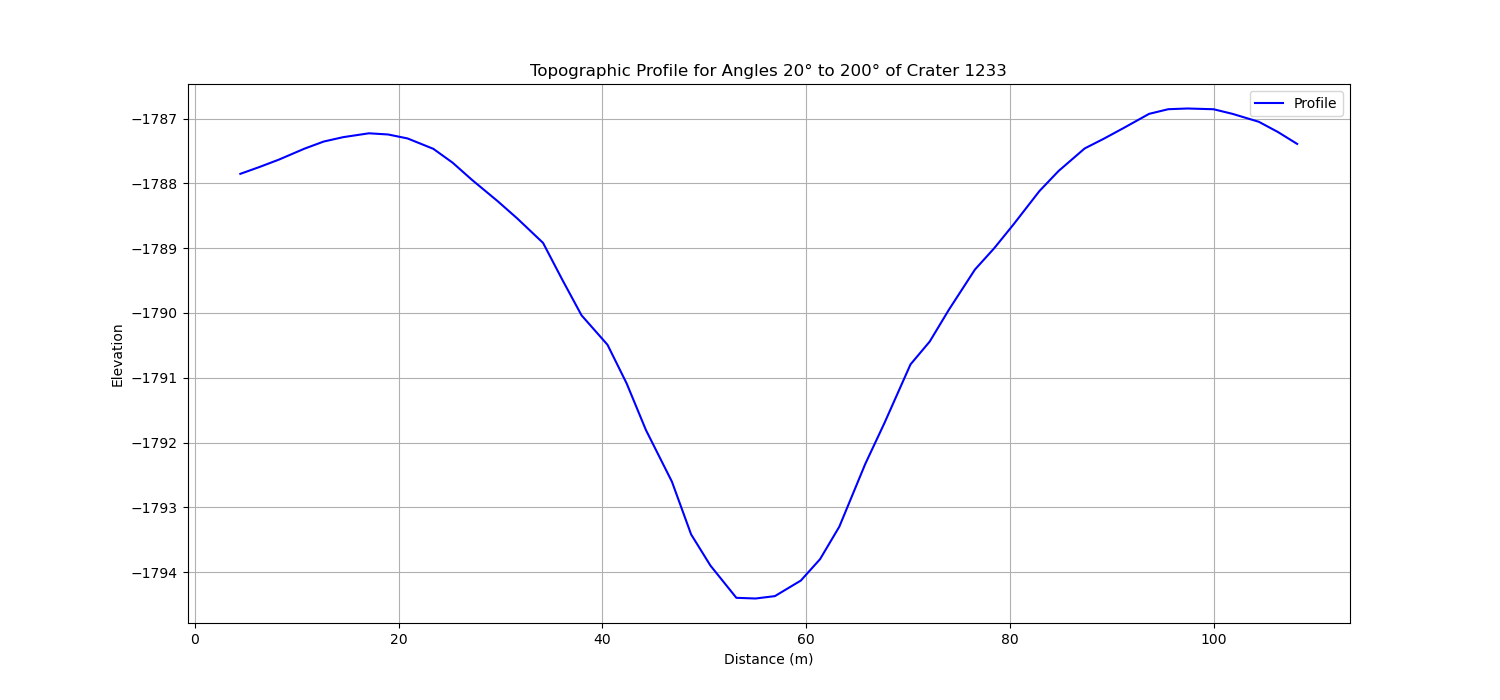 Topographic Profile for Angles 20° to 200° of Crater 1233
Profile
−1787
−1788
−1789
−1790
−1791
−1792
−1793
−1794
Elevation
0 20 40 60 80 100
Distance (m)